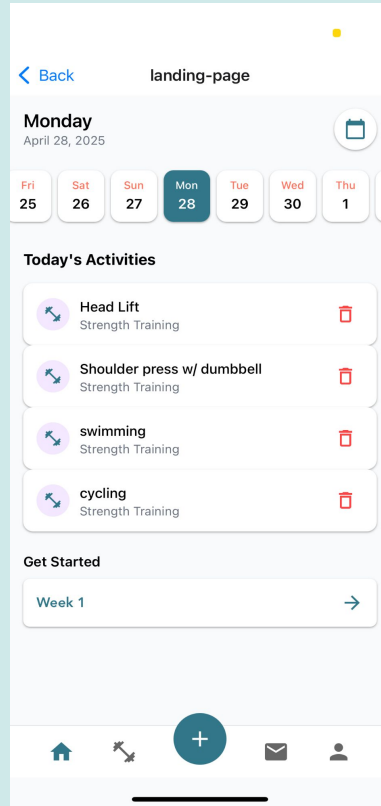 Back
landing-page
Monday
April 28, 2025
Fri Sat Sun Mon Tue Wed Thu
25 26 27 28 29 30 1
Today's Activities
Head Lift
Strength Training
Shoulder press w/ dumbbell
Strength Training
swimming
Strength Training
cycling
Strength Training
Get Started
Week 1